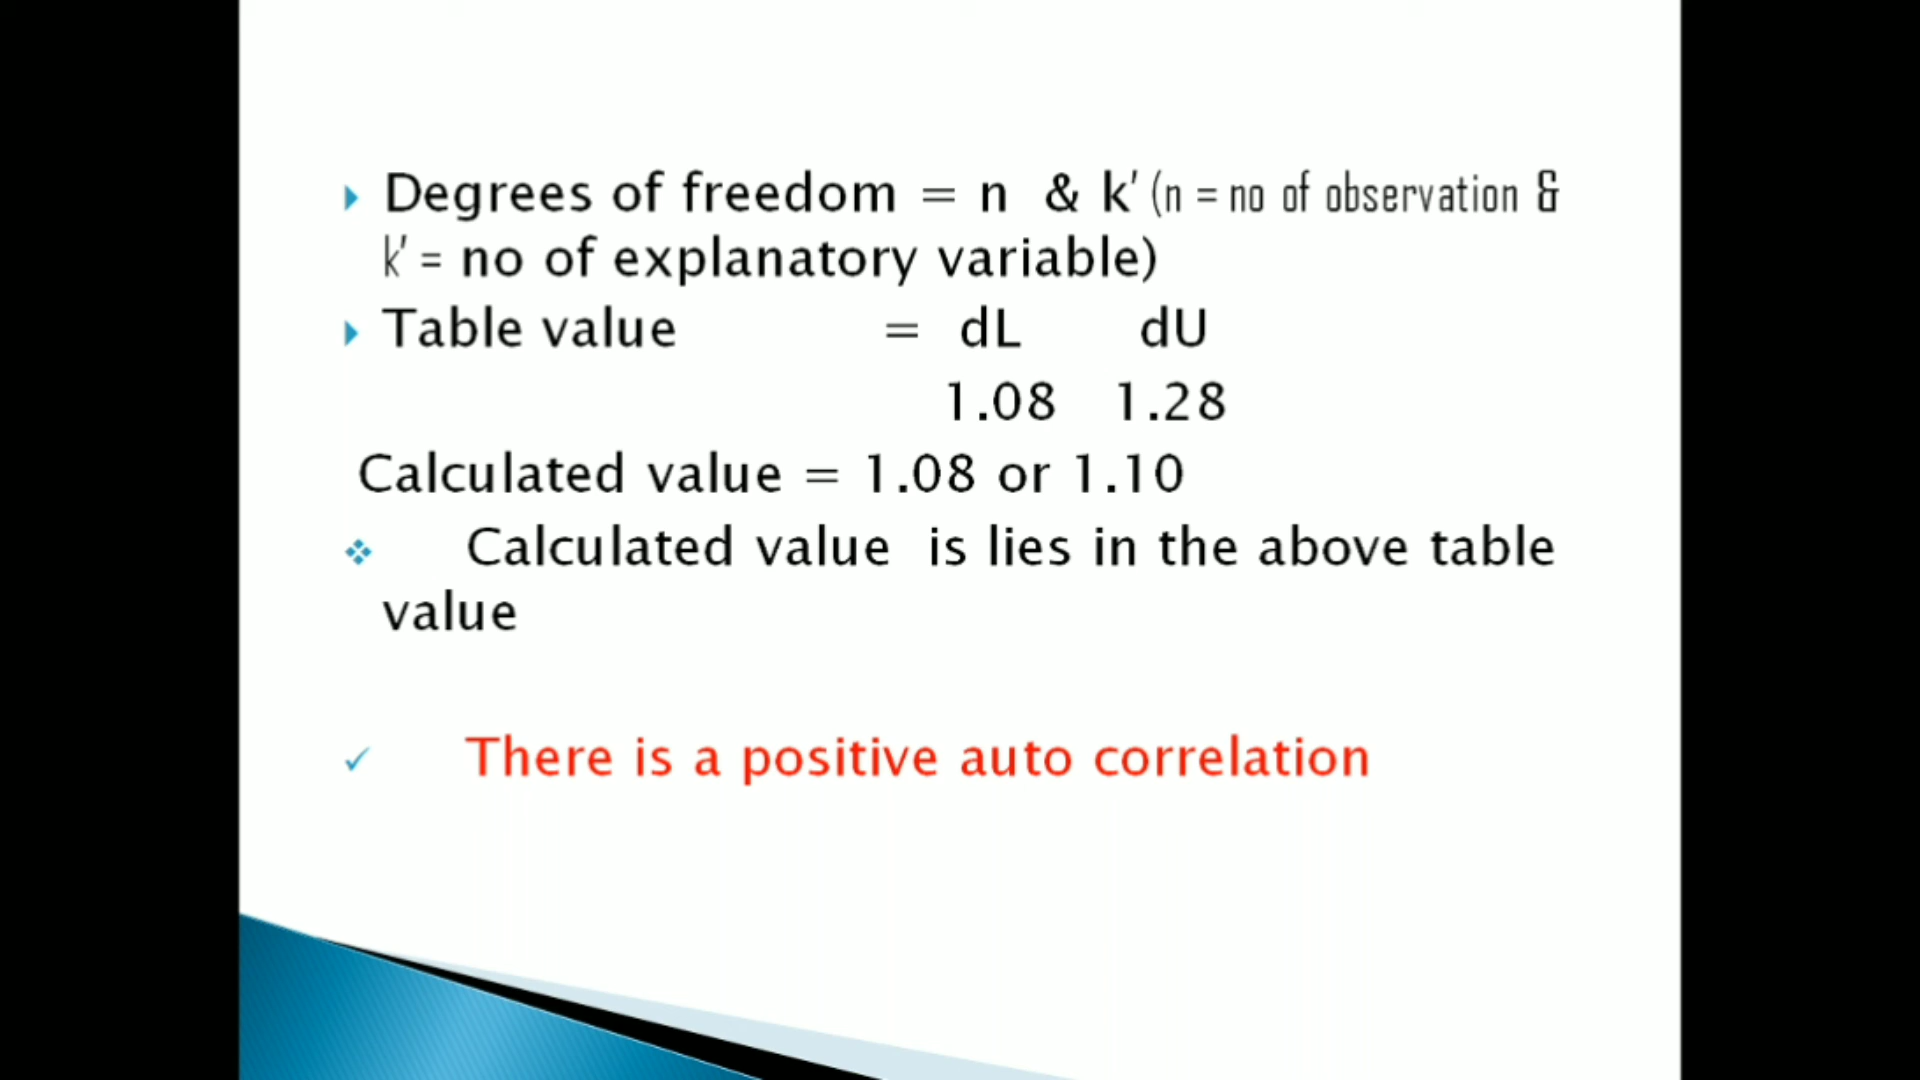 Degrees of freedom = n & k' (n = no of observation &
k' = no of explanatory variable)
Table value = dL dU
1.08 1.28
Calculated value = 1.08 or 1.10
Calculated value is lies in the above table
value
There is a positive auto correlation